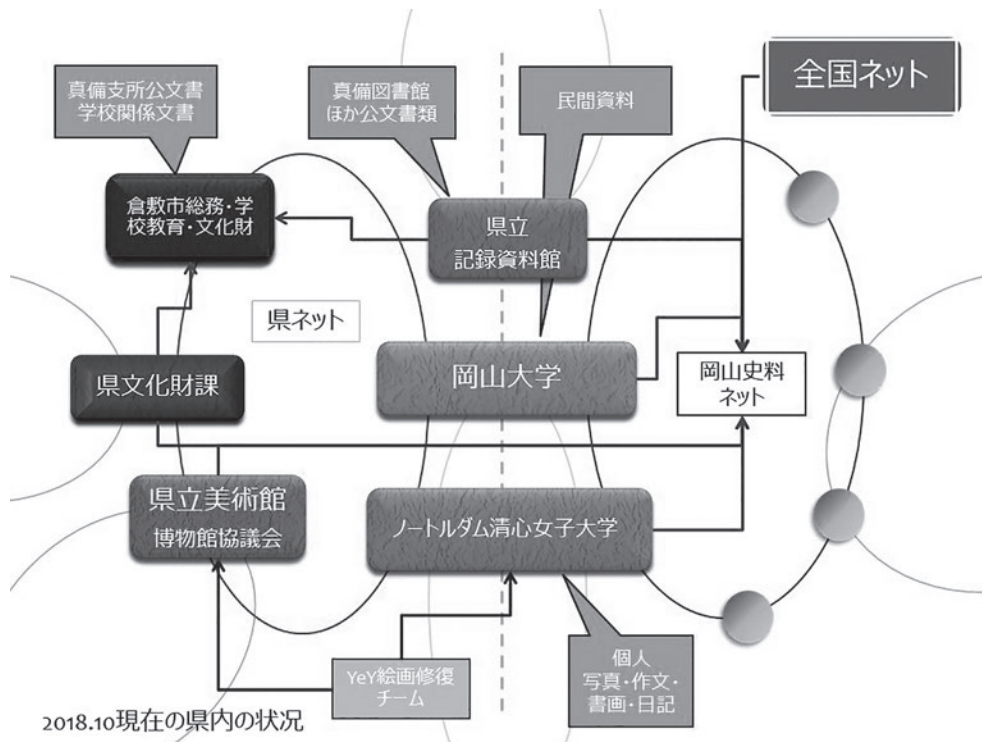 真備支所公文書
学校関係文書
真備図書館
ほか公文書類
民間資料
全国ネット
倉敷市総務・学
校教育・文化財
県立
記録資料館
県ネット
県文化財課
岡山大学
岡山史料
ネット
県立美術館
博物館協議会
ノートルダム清心女子大学
YeY絵画修復
チーム
個人
写真・作文・
書画・日記
2018.10現在の県内の状況